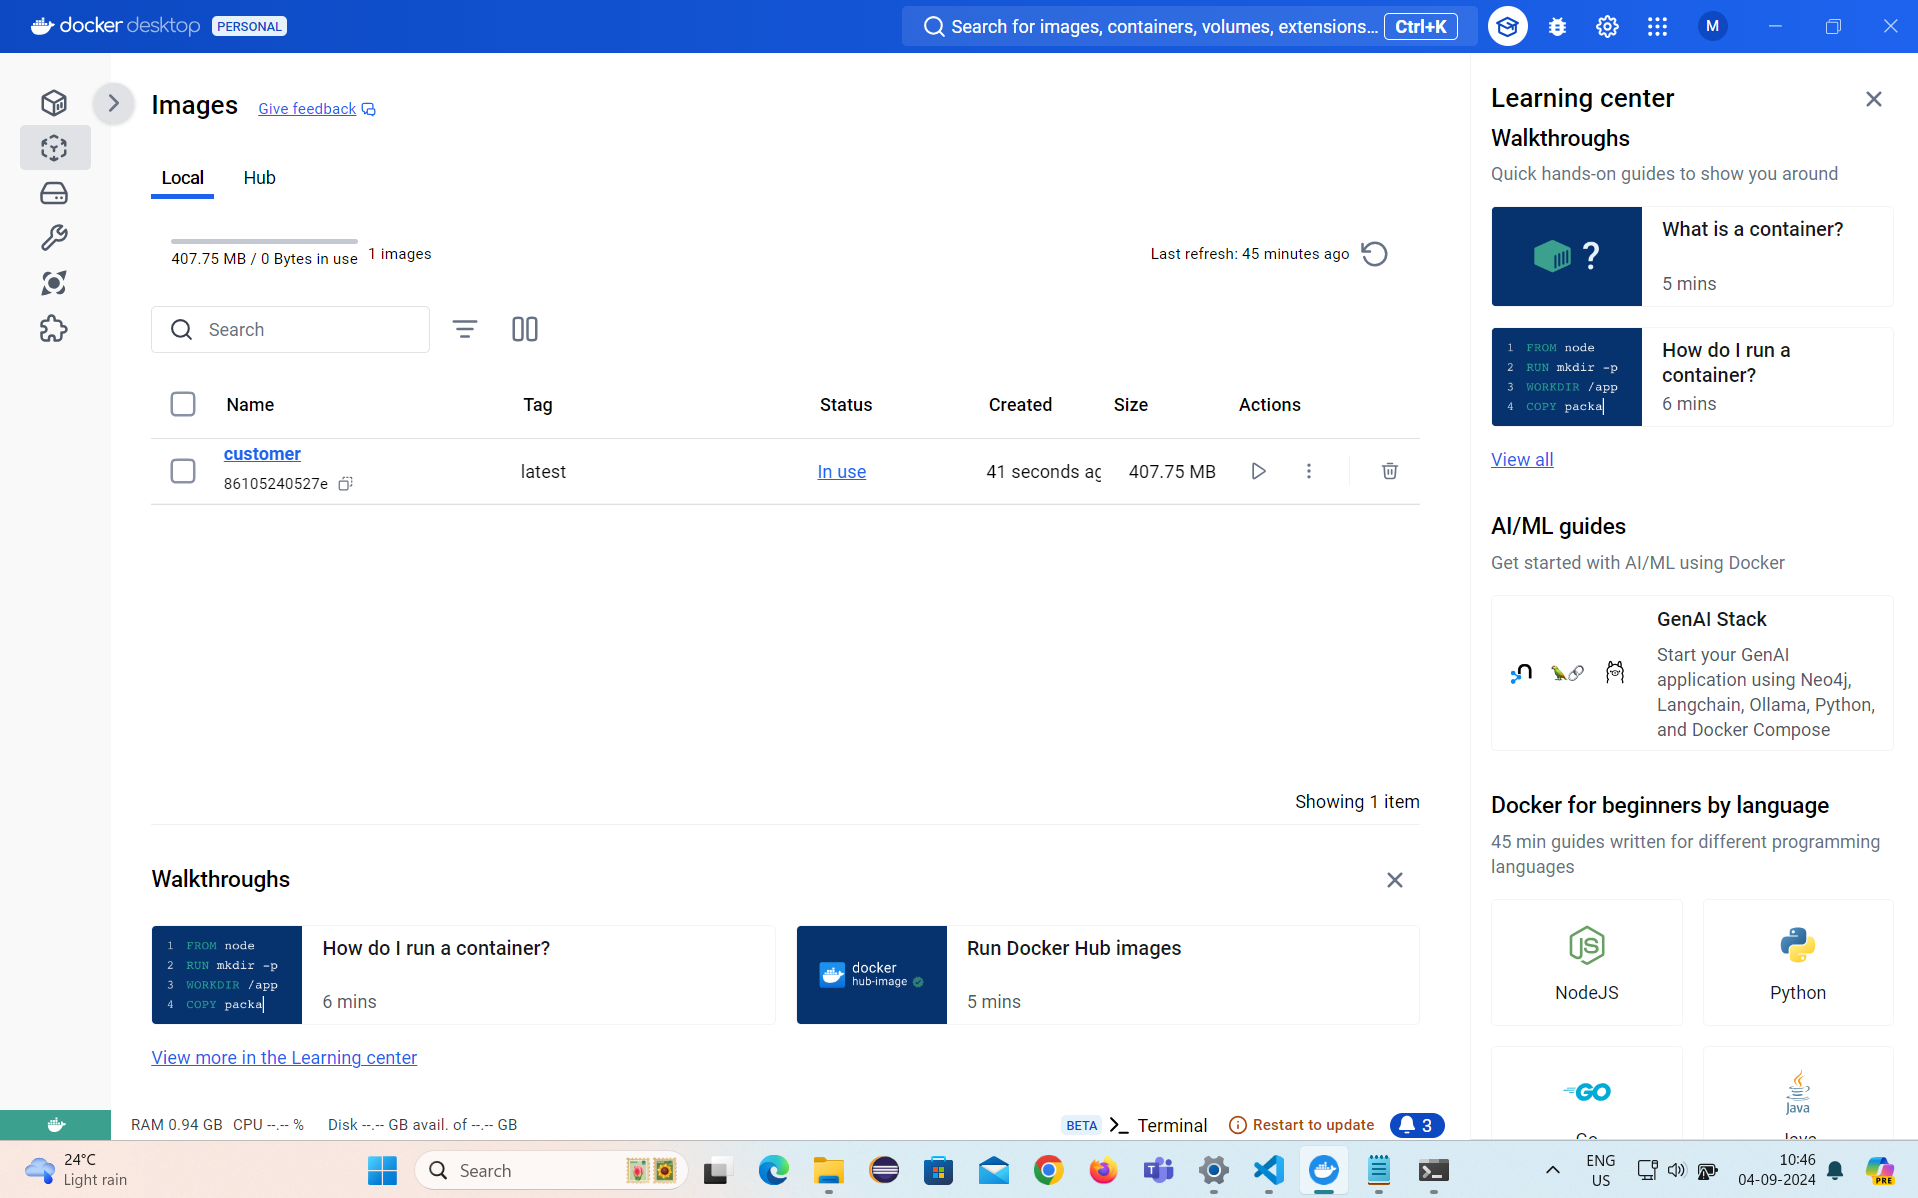 docker desktop PERSONAL
Search for images, containers, volumes, extensions... Ctrl+K
M
Images
Give feedback
Local
Hub
407.75 MB / 0 Bytes in use
1 images
Last refresh: 45 minutes ago
Search
Name Tag Status Created Size Actions
customer
86105240527e
latest
In use
41 seconds ag
407.75 MB
Showing 1 item
Walkthroughs
1 FROM node
2 RUN mkdir -p
3 WORKDIR /app
4 COPY packa
How do I run a container?
6 mins
docker
hub-image
Run Docker Hub images
5 mins
View more in the Learning center
Learning center
Walkthroughs
Quick hands-on guides to show you around
?
What is a container?
5 mins
1 FROM node
2 RUN mkdir -p
3 WORKDIR /app
4 COPY packa
How do I run a
container?
6 mins
View all
AI/ML guides
Get started with AI/ML using Docker
GenAI Stack
Start your GenAI
application using Neo4j,
Langchain, Ollama, Python,
and Docker Compose
Docker for beginners by language
45 min guides written for different programming
languages
JS
NodeJS
Python
GO
Java
Go
Java
RAM 0.94 GB CPU --.-- % Disk --.-- GB avail. of --.-- GB
BETA
Terminal
Restart to update
3
24°C
Light rain
Search
ENG
US
10:46
04-09-2024
PRE